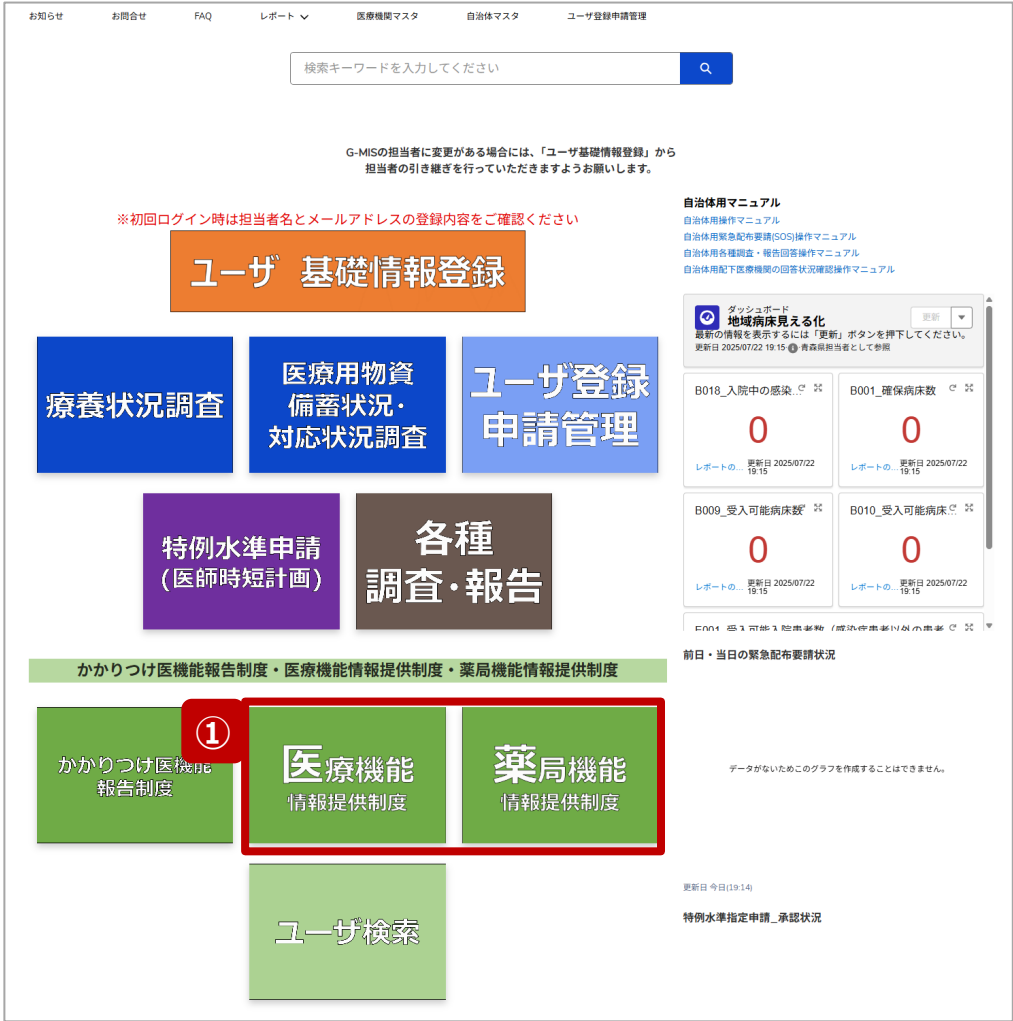 お知らせ お問合せ FAQ レポート 医療機関マスタ 自治体マスタ ユーザ登録申請管理
検索キーワードを入力してください
G-MISの担当者に変更がある場合には、「ユーザ基礎情報登録」から
担当者の引き継ぎを行っていただきますようお願いします。
※初回ログイン時は担当者名とメールアドレスの登録内容をご確認ください
ユーザ 基礎情報登録
療養状況調査
医療用物資
備蓄状況・
対応状況調査
ユーザ登録
申請管理
特例水準申請
(医師時短計画)
各種
調査・報告
かかりつけ医機能報告制度・医療機能情報提供制度・薬局機能情報提供制度
①
かかりつけ医機能
報告制度
医療機能
情報提供制度
薬局機能
情報提供制度
ユーザ検索
自治体用マニュアル
自治体用操作マニュアル
自治体用緊急配布要請(SOS)操作マニュアル
自治体用各種調査・報告回答操作マニュアル
自治体用配下医療機関の回答状況確認操作マニュアル
ダッシュボード
地域病床見える化
更新
最新の情報を表示するには「更新」ボタンを押下してください。
更新日 2025/07/22 19:15 青森県担当者として参照
B018_入院中の感染...
0
レポートの... 更新日 2025/07/22
19:15
B001_確保病床数
0
レポートの... 更新日 2025/07/22
19:15
B009_受入可能病床数
0
レポートの... 更新日 2025/07/22
19:15
B010_受入可能病床...
0
レポートの... 更新日 2025/07/22
19:15
E001_受入可能入院患者数（感染症患者以外の患者
前日・当日の緊急配布要請状況
データがないためこのグラフを作成することはできません。
更新日 今日(19:14)
特例水準指定申請_承認状況